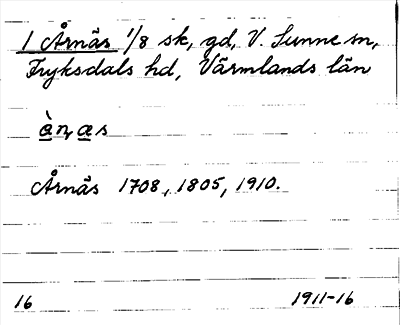 1 Årnäs 1/8 sk, gd, V. Sunne sn,
Fryksdals hd, Värmlands län
ànæs
Årnäs 1708, 1805, 1910.
16 1911-16